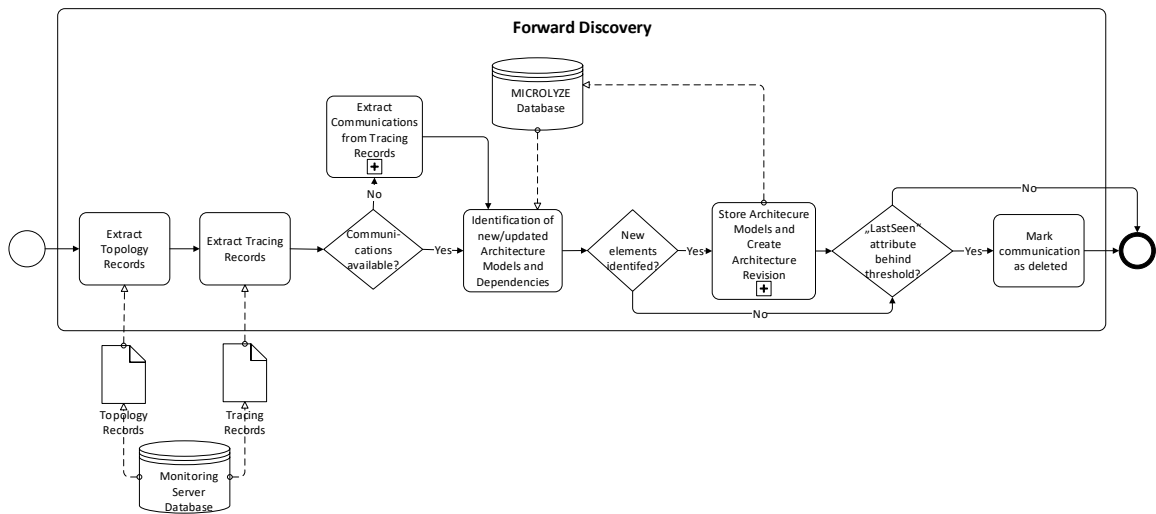 Forward Discovery
MICROLYZE
Database
Extract
Communications
from Tracing
Records
No
Extract
Topology
Records
Extract Tracing
Records
Communi-
cations
available?
Yes
Identification of
new/updated
Architecture
Models and
Dependencies
New
elements
identifed?
Yes
No
Store Architecure
Models and
Create
Architecture
Revision
„LastSeen“
attribute
behind
threshold?
No
Yes
Mark
communication
as deleted
Topology
Records
Tracing
Records
Monitoring
Server
Database